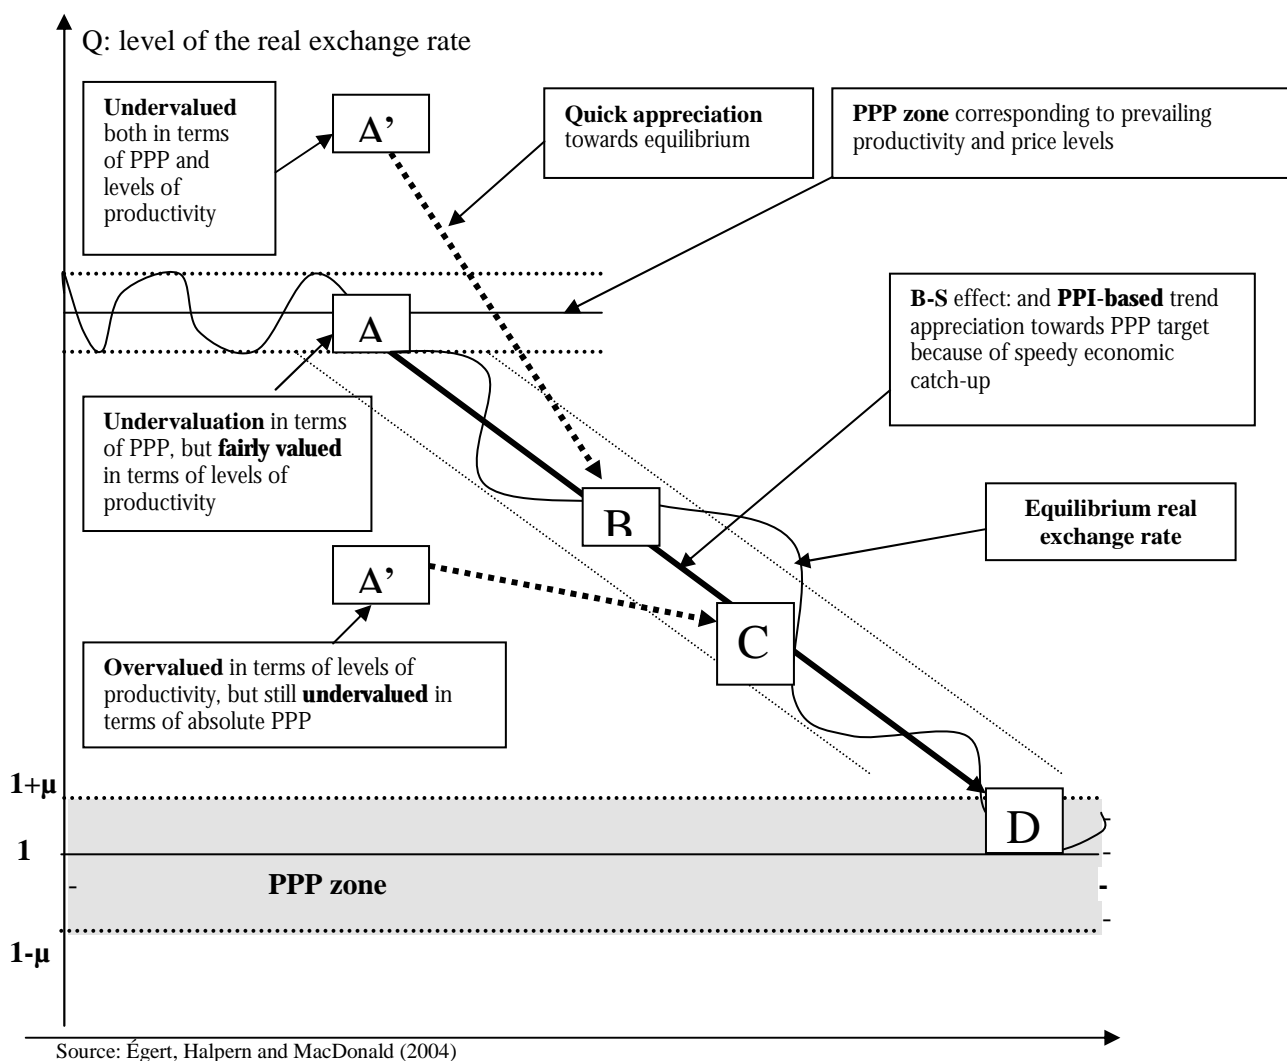 Q: level of the real exchange rate
Undervalued
both in terms
of PPP and
levels of
productivity
A’
Quick appreciation
towards equilibrium
PPP zone corresponding to prevailing
productivity and price levels
A
B-S effect: and PPI-based trend
appreciation towards PPP target
because of speedy economic
catch-up
Undervaluation in terms
of PPP, but fairly valued
in terms of levels of
productivity
B
Equilibrium real
exchange rate
A’
C
Overvalued in terms of levels of
productivity, but still undervalued in
terms of absolute PPP
1+μ
D
1
PPP zone
1-μ
Source: Égert, Halpern and MacDonald (2004)